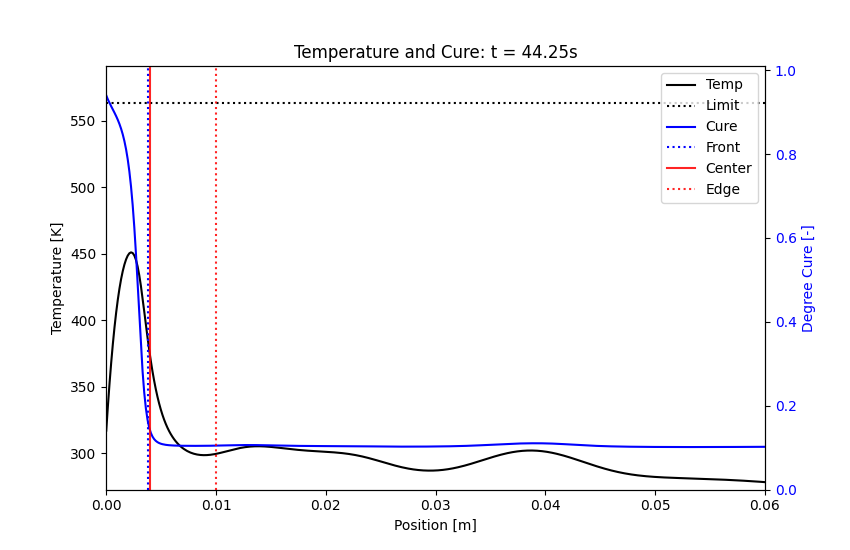 Temperature and Cure: t = 44.25s
Temperature [K]
550
500
450
400
350
300
0.00
0.01
0.02
0.03
0.04
0.05
0.06
Position [m]
1.0
0.8
0.6
0.4
0.2
0.0
Degree Cure [-]
Temp
Limit
Cure
Front
Center
Edge